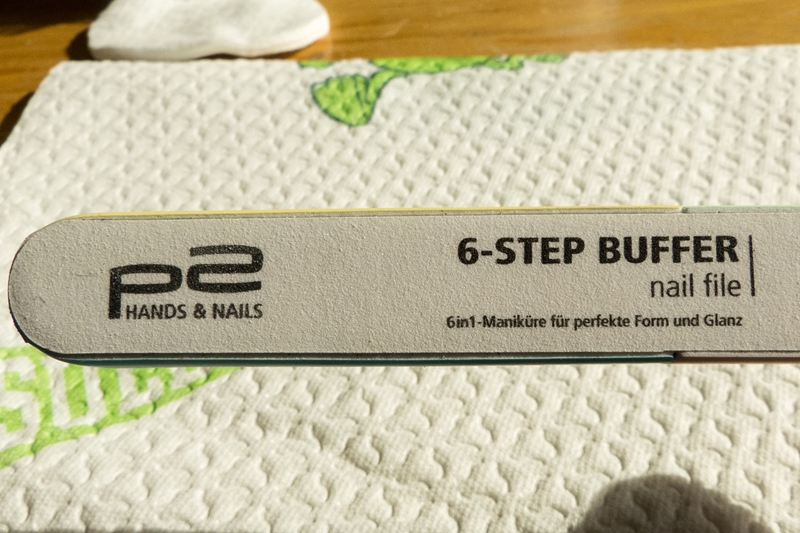 p2
HANDS & NAILS
6-STEP BUFFER
nail file
6in1-Maniküre für perfekte Form und Glanz